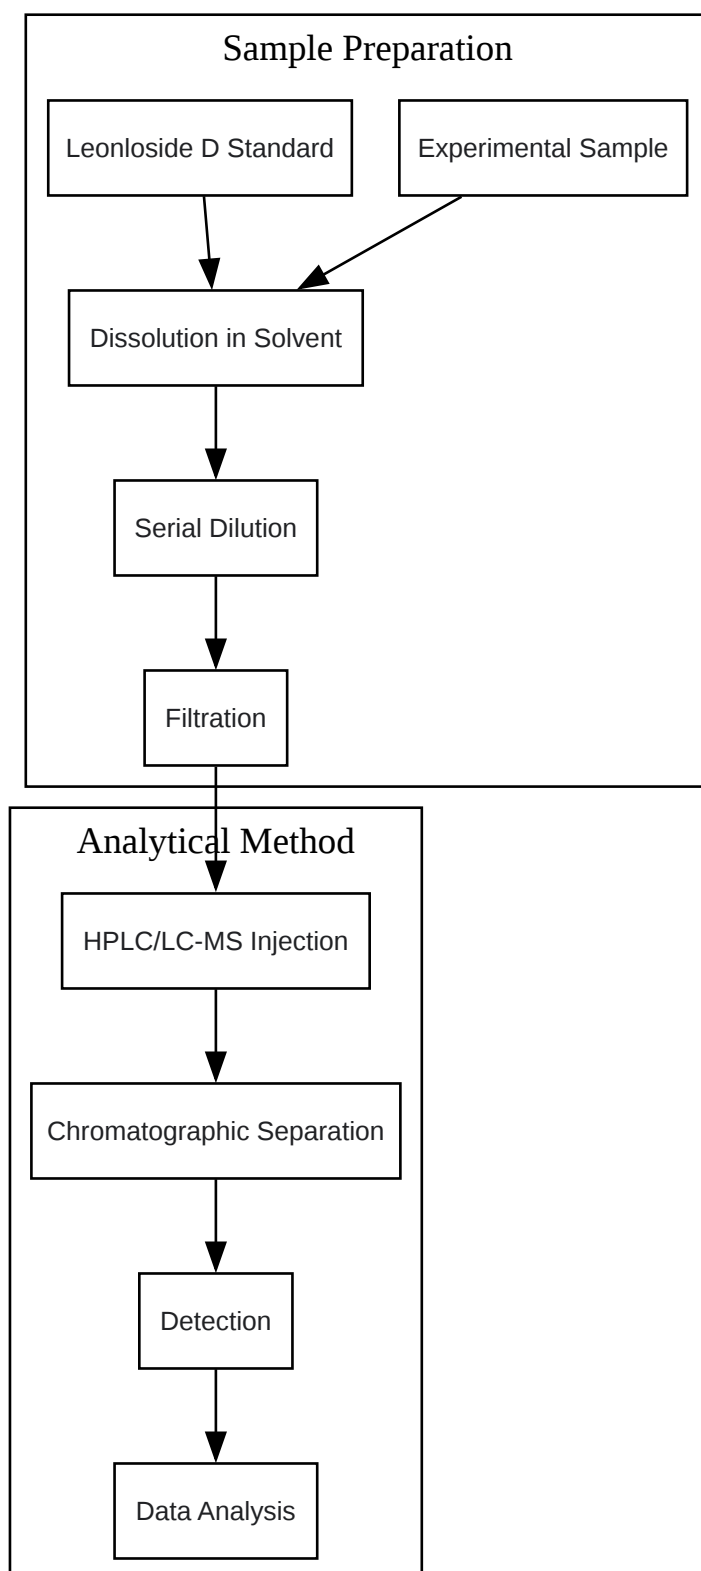 Sample Preparation
Leonloside D Standard
Experimental Sample
Dissolution in Solvent
Serial Dilution
Filtration
Analytical Method
HPLC/LC-MS Injection
Chromatographic Separation
Detection
Data Analysis